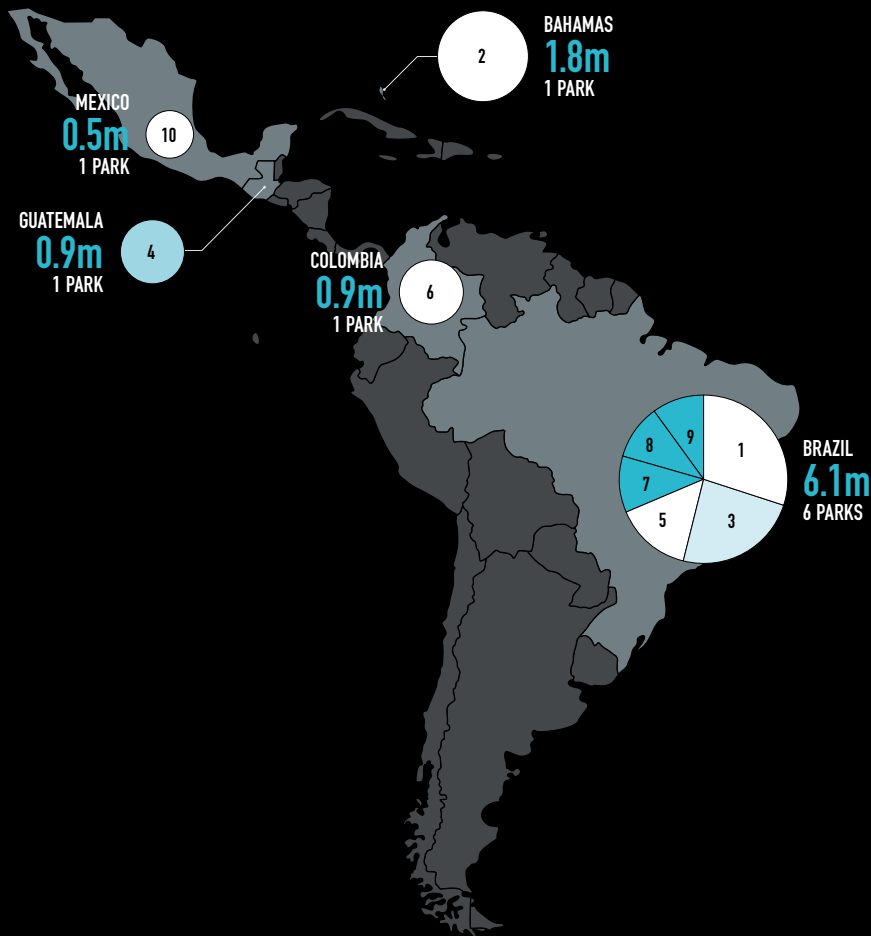 BAHAMAS
1.8m
1 PARK
2
MEXICO
0.5m
1 PARK
10
GUATEMALA
0.9m
1 PARK
4
COLOMBIA
0.9m
1 PARK
6
BRAZIL
6.1m
6 PARKS
1
3
5
7
8
9